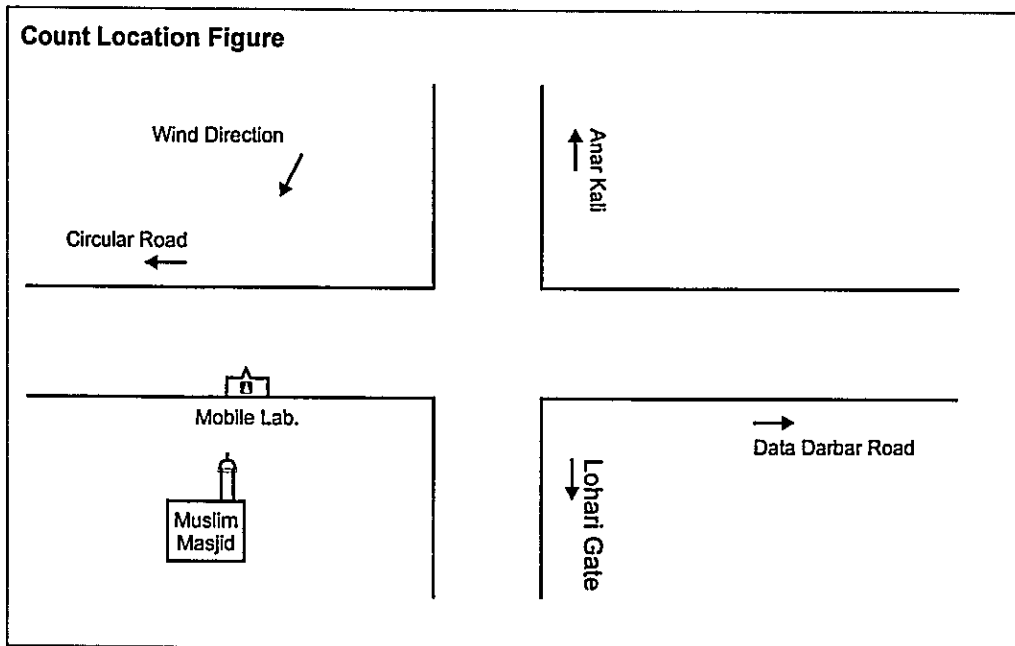 Count Location Figure
Wind Direction
Anar Kali
Circular Road
Mobile Lab.
Data Darbar Road
Lohari Gate
Muslim
Masjid